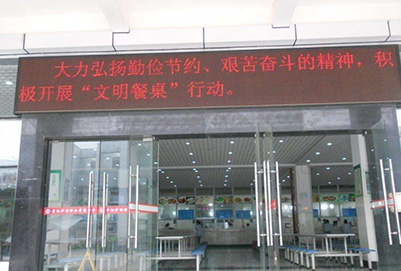 大力弘扬勤俭节约、艰苦奋斗的精神，积
极开展“文明餐桌”行动。